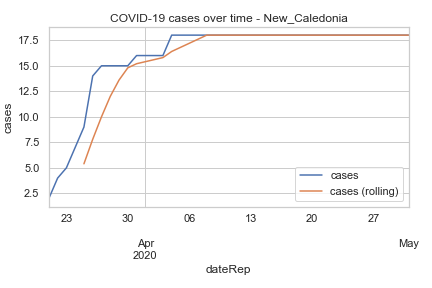 COVID-19 cases over time - New_Caledonia
cases
17.5
15.0
12.5
10.0
7.5
5.0
2.5
cases
cases (rolling)
23
30
06
13
20
27
Apr
2020
May
dateRep